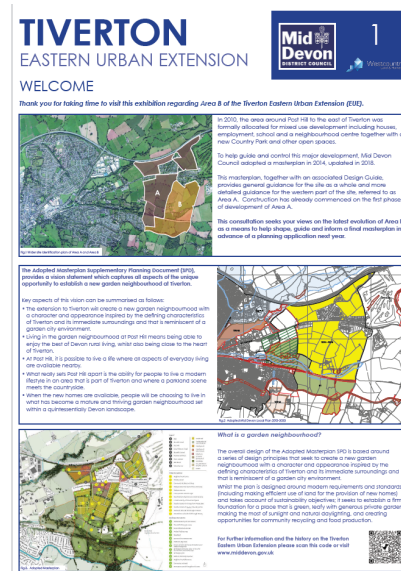 TIVERTON
EASTERN URBAN EXTENSION
Mid
Devon
DISTRICT COUNCIL
1
WELCOME
Thank you for taking time to visit this exhibition regarding Area B of the Tiverton Eastern Urban Extension (EUE).
In 2010, the area around Post Hill to the east of Tiverton was
formally allocated for mixed use development including houses,
employment, school and a neighbourhood centre together with a
new Country Park and other open spaces.
To help guide and control this major development, Mid Devon
Council adopted a masterplan in 2014, updated in 2018.
This masterplan, together with an associated Design Guide,
provides general guidance for the site as a whole and more
detailed guidance for the western part of the site, referred to as
Area A. Construction has already commenced on the first phase
of development of Area A.
This consultation seeks your views on the latest evolution of Area
as a means to help shape, guide and inform a final masterplan in
advance of a planning application next year.
A
The Adopted Masterplan Supplementary Planning Document (SPD),
provides a vision statement which captures all aspects of the unique
opportunity to establish a new garden neighbourhood of Tiverton.
Key aspects of this vision can be summarised as follows:
• The extension to Tiverton will create a new garden neighbourhood with
a character and appearance inspired by the defining characteristics
of Tiverton and its immediate surroundings and that is reminiscent of a
garden city environment.
• Living in the garden neighbourhood at Post Hill means being able to
enjoy the best of Devon rural living, whilst also being close to the heart
of Tiverton.
• At Post Hill, it is possible to live a life where all aspects of everyday living
are available nearby.
• What really sets Post Hill apart is the ability for people to live a modern
lifestyle in an area that is part of Tiverton and where a parkland scene
meets the countryside.
• When the new homes are available, people will be choosing to live in
what has become a mature and thriving garden neighbourhood set
within a quintessentially Devon landscape.
What is a garden neighbourhood?
The overall design of the Adopted Masterplan SPD is based around
a series of design principles that seek to create a new garden
neighbourhood with a character and appearance inspired by the
defining characteristics of Tiverton and its immediate surroundings and
that is reminiscent of a garden city environment.
Whilst the plan is designed around modern requirements and standards
(including making efficient use of land for the provision of new homes)
and takes account of sustainability objectives; it seeks to establish a firm
foundation for a place that is green, leafy with generous private gardens
making the most of sunlight and natural daylighting, and creating
opportunities for community recycling and food production.
For further information and the history on the Tiverton
Eastern Urban Extension please scan this code or visit
www.middevon.gov.uk